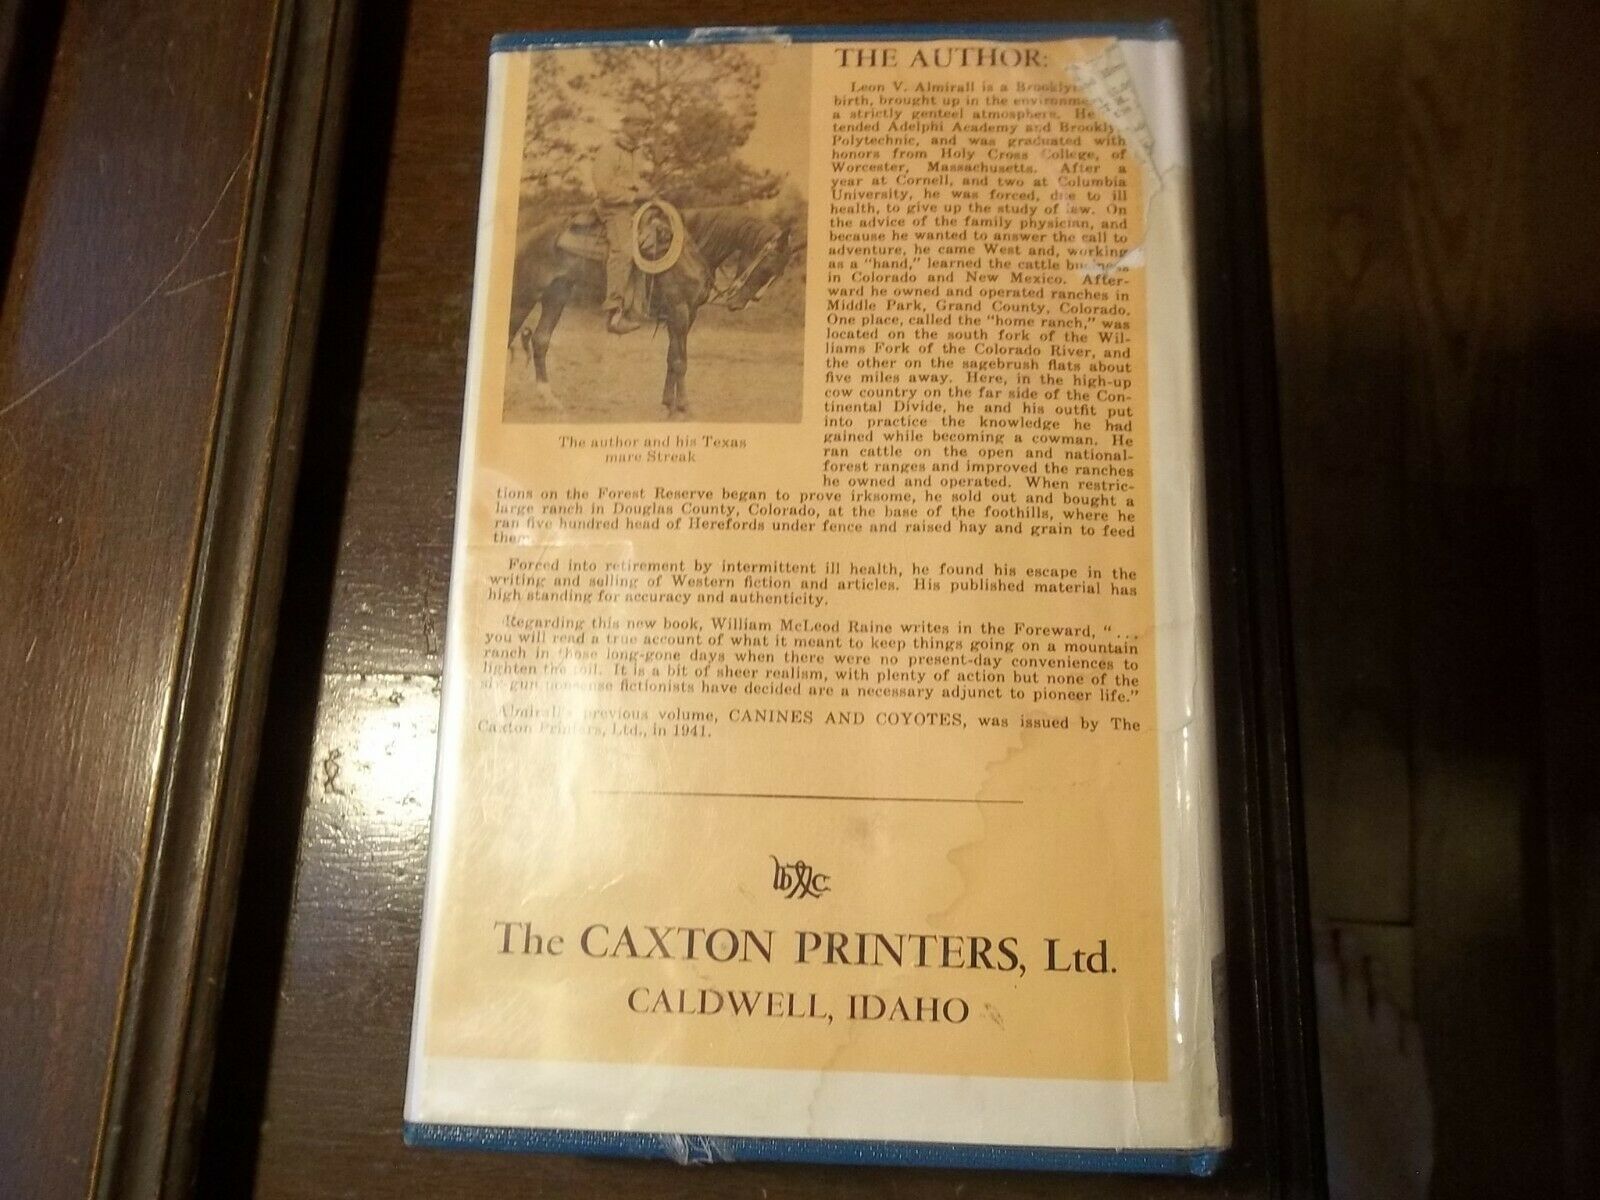 THE AUTHOR:
Leon V. Almirall is a Brooklyn
birth, brought up in the environment
a strictly genteel atmosphere. He
tended Adelphi Academy and Brooklyn
Polytechnic, and was graduated with
honors from Holy Cross College, of
Worcester, Massachusetts. After a
year at Cornell, and two at Columbia
University, he was forced, due to ill
health, to give up the study of law. On
the advice of the family physician, and
because he wanted to answer the call to
adventure, he came West and, working
as a "hand," learned the cattle business
in Colorado and New Mexico. After-
ward he owned and operated ranches in
Middle Park, Grand County, Colorado.
One place, called the "home ranch," was
located on the south fork of the Wil-
liams Fork of the Colorado River, and
the other on the sagebrush flats about
five miles away. Here, in the high-up
cow country on the far side of the Con-
tinental Divide, he and his outfit put
into practice the knowledge he had
gained while becoming a cowman. He
ran cattle on the open and national-
forest ranges and improved the ranches
he owned and operated. When restric-
tions on the Forest Reserve began to prove irksome, he sold out and bought a
large ranch in Douglas County, Colorado, at the base of the foothills, where he
ran five hundred head of Herefords under fence and raised hay and grain to feed
them.
The author and his Texas
mare Streak
Forced into retirement by intermittent ill health, he found his escape in the
writing and selling of Western fiction and articles. His published material has
high standing for accuracy and authenticity.
Regarding this new book, William McLeod Raine writes in the Foreward, ". . .
you will read a true account of what it meant to keep things going on a mountain
ranch in those long-gone days when there were no present-day conveniences to
lighten the toil. It is a bit of sheer realism, with plenty of action but none of the
six-gun nonsense fictionists have decided are a necessary adjunct to pioneer life."
Almirall's previous volume, CANINES AND COYOTES, was issued by The
Caxton Printers, Ltd., in 1941.
The CAXTON PRINTERS, Ltd.
CALDWELL, IDAHO